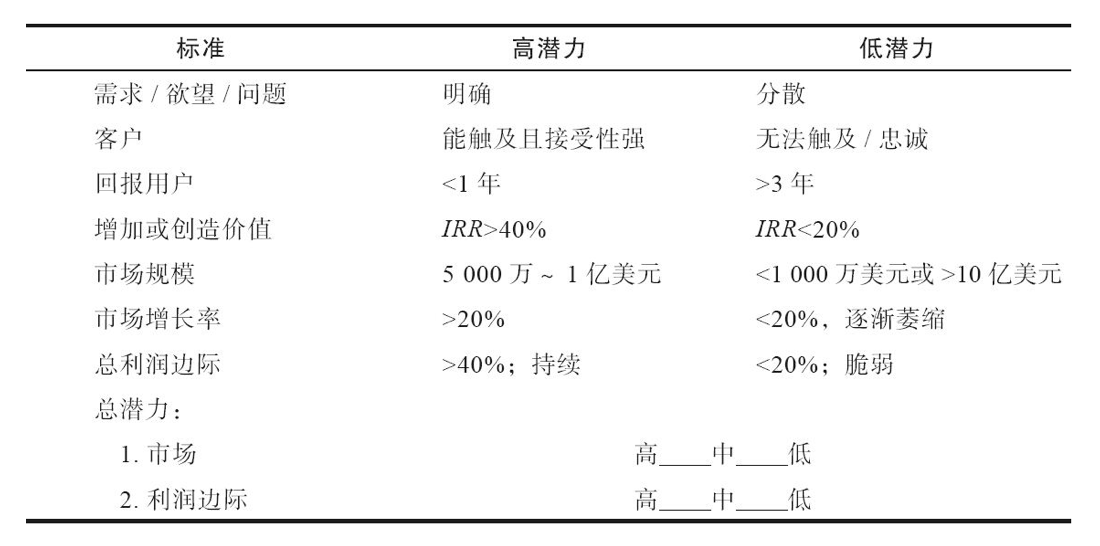 标准 高潜力 低潜力
需求 / 欲望 / 问题 明确 分散
客户 能触及且接受性强 无法触及 / 忠诚
回报用户 <1 年 >3 年
增加或创造价值 IRR>40% IRR<20%
市场规模 5 000 万 ~ 1 亿美元 <1 000 万美元或 >10 亿美元
市场增长率 >20% <20%，逐渐萎缩
总利润边际 >40%；持续 <20%；脆弱
总潜力：
1. 市场 高____中____低
2. 利润边际 高____中____低